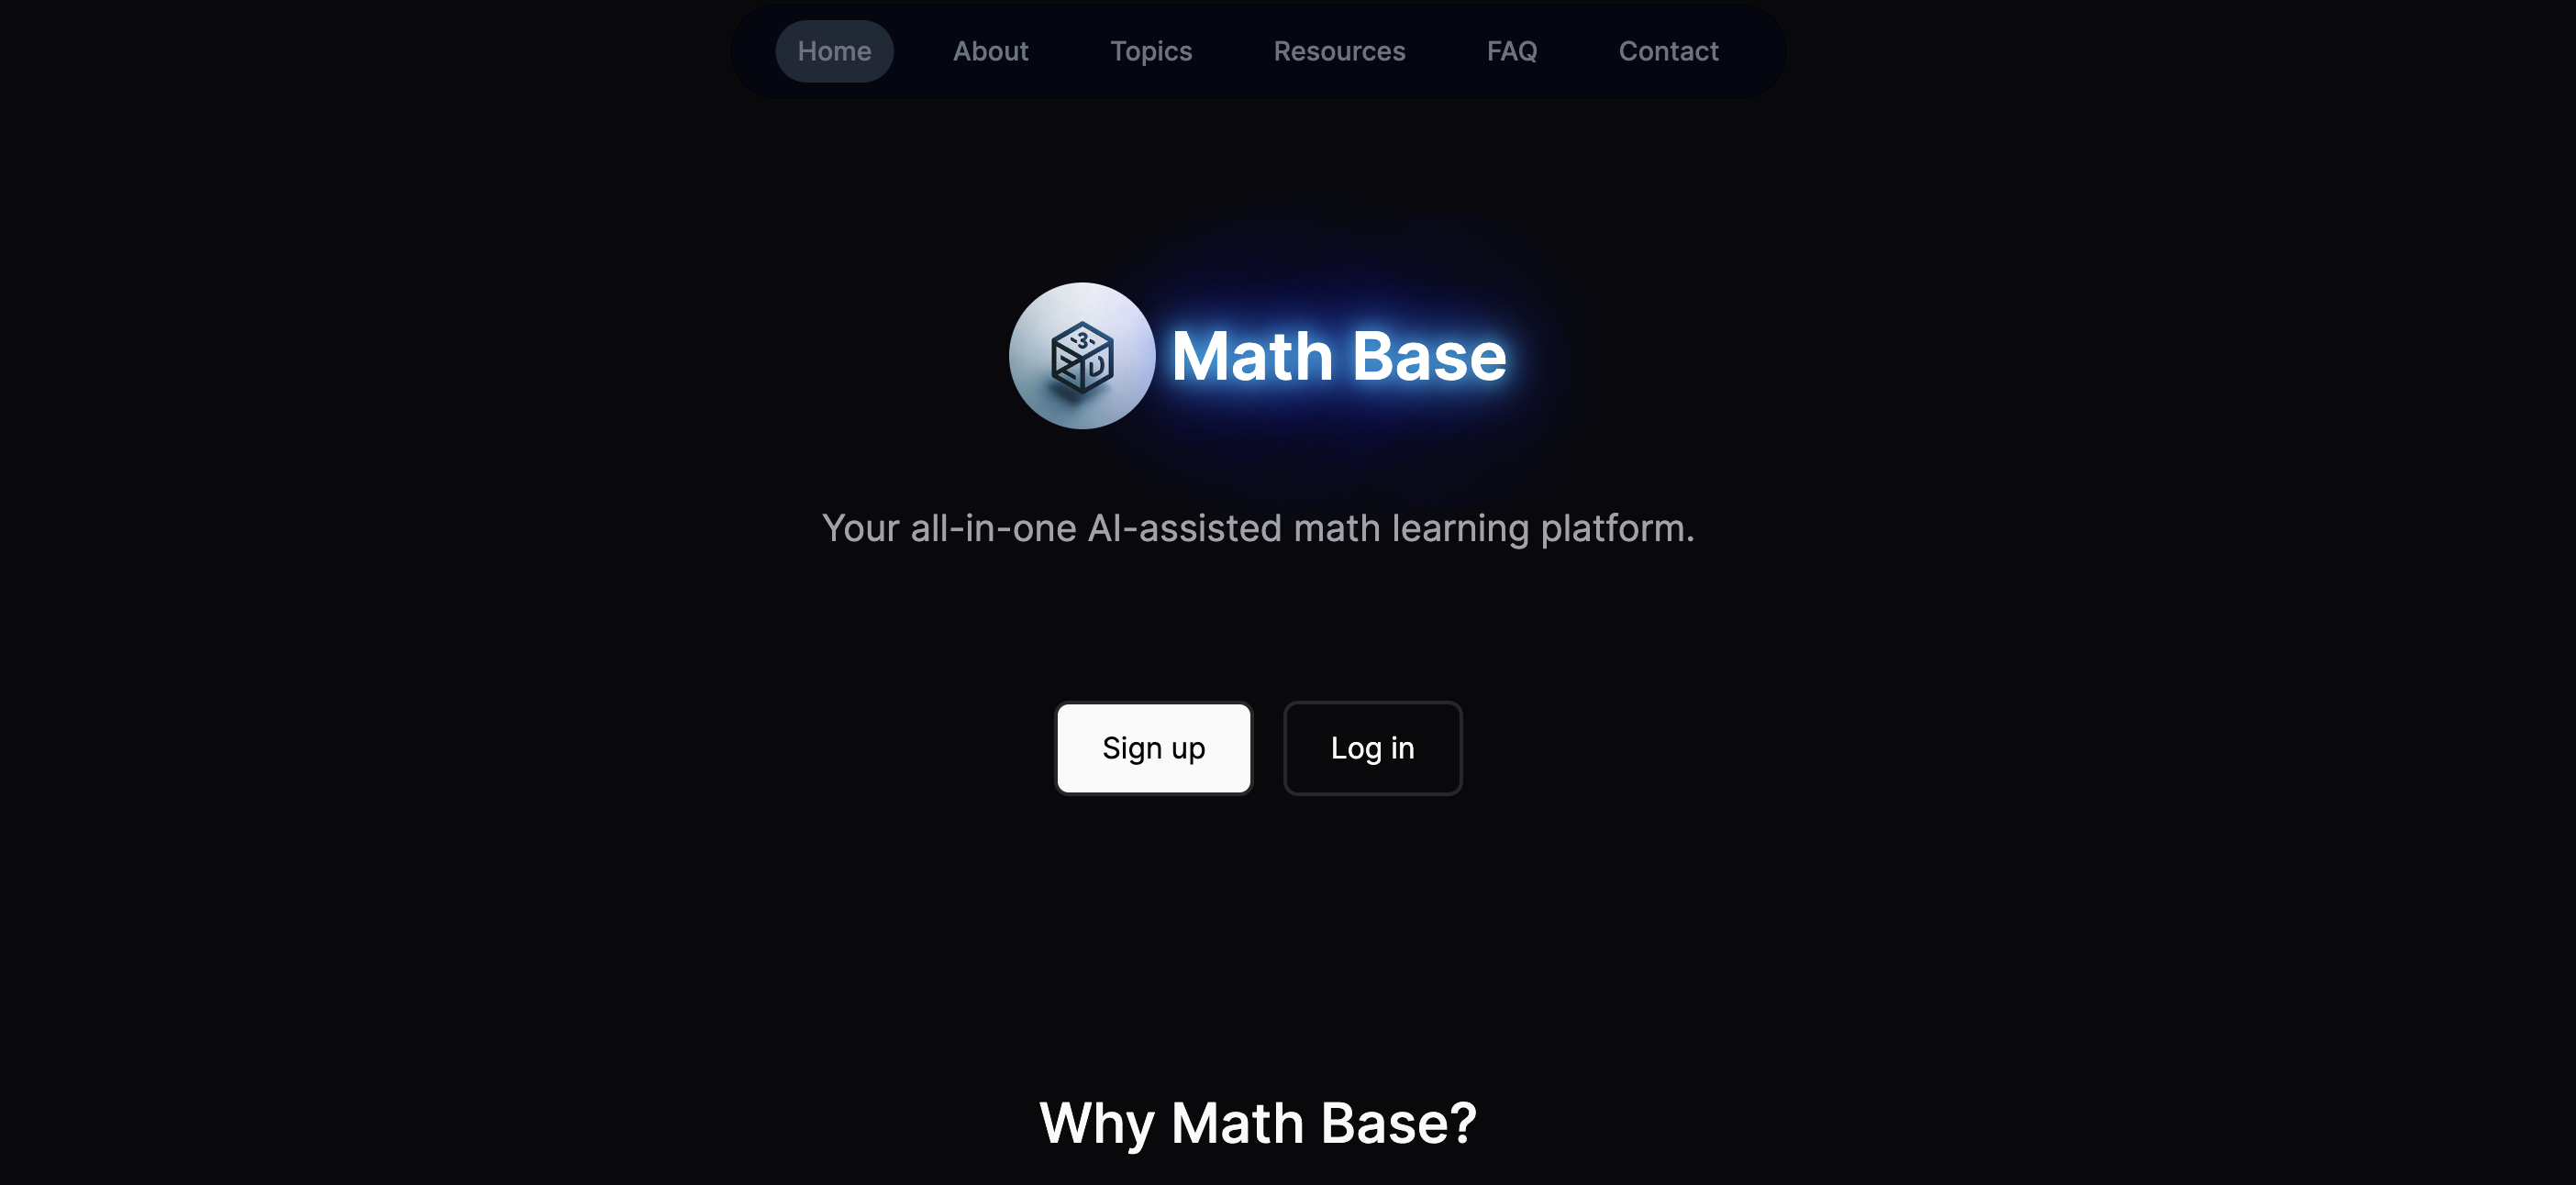 Home About Topics Resources FAQ Contact
-3-
Math Base
Your all-in-one AI-assisted math learning platform.
Sign up Log in
Why Math Base?